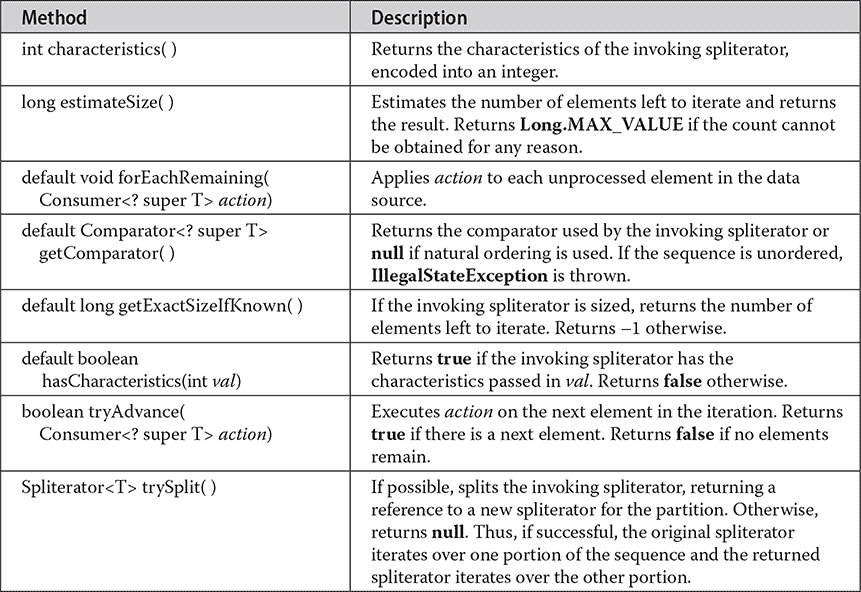 Method Description
int characteristics( ) Returns the characteristics of the invoking spliterator,
encoded into an integer.
long estimateSize( ) Estimates the number of elements left to iterate and returns
the result. Returns Long.MAX_VALUE if the count cannot
be obtained for any reason.
default void forEachRemaining( Applies action to each unprocessed element in the data
Consumer<? super T> action) source.
default Comparator<? super T> Returns the comparator used by the invoking spliterator or
getComparator( ) null if natural ordering is used. If the sequence is unordered,
IllegalStateException is thrown.
default long getExactSizeIfKnown( ) If the invoking spliterator is sized, returns the number of
elements left to iterate. Returns −1 otherwise.
default boolean Returns true if the invoking spliterator has the
hasCharacteristics(int val) characteristics passed in val. Returns false otherwise.
boolean tryAdvance( Executes action on the next element in the iteration. Returns
Consumer<? super T> action) true if there is a next element. Returns false if no elements
remain.
Spliterator<T> trySplit( ) If possible, splits the invoking spliterator, returning a
reference to a new spliterator for the partition. Otherwise,
returns null. Thus, if successful, the original spliterator
iterates over one portion of the sequence and the returned
spliterator iterates over the other portion.